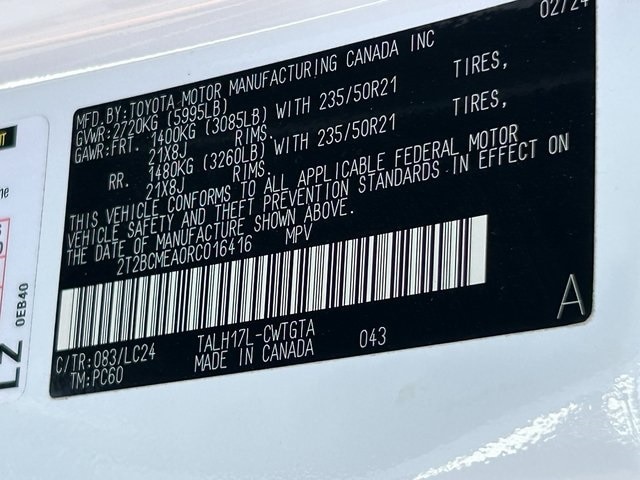 02/24
MFD.BY:TOYOTA MOTOR MANUFACTURING CANADA INC
GVWR:2720KG (5995LB)
GAWR:FRT. 1400KG (3085LB) WITH 235/50R21 TIRES,
21X8J RIMS.
RR. 1480KG (3260LB) WITH 235/50R21 TIRES,
21X8J RIMS.
THIS VEHICLE CONFORMS TO ALL APPLICABLE FEDERAL MOTOR
VEHICLE SAFETY AND THEFT PREVENTION STANDARDS IN EFFECT ON
THE DATE OF MANUFACTURE SHOWN ABOVE.
2T2BCMEA0RC016416 MPV
C/TR:083/LC24 TALH17L-CWTGTA 043 A
TM:PC60 MADE IN CANADA
0EB40